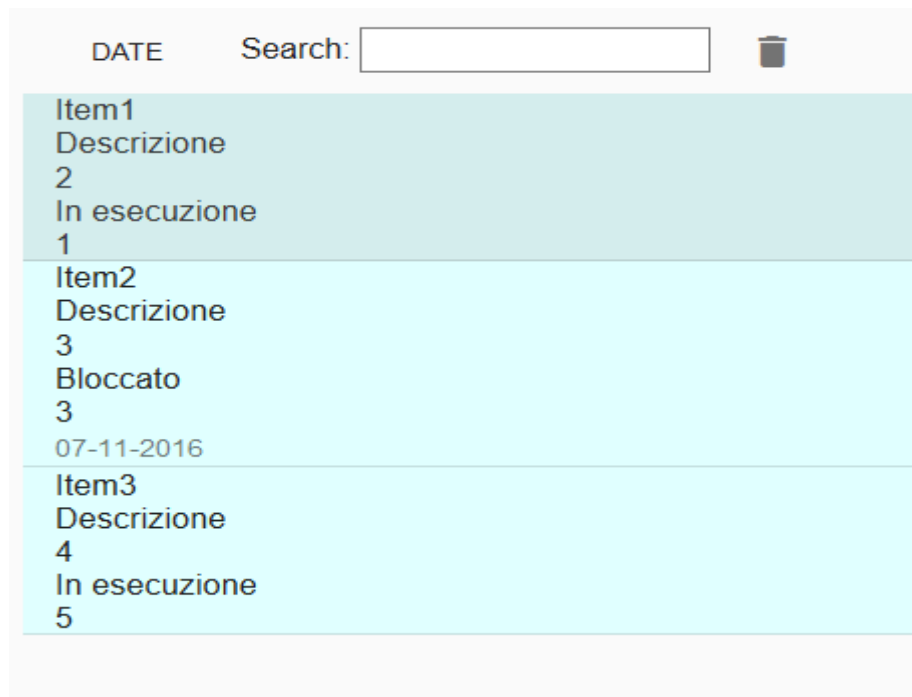 DATE Search:
Item1
Descrizione
2
In esecuzione
1
Item2
Descrizione
3
Bloccato
3
07-11-2016
Item3
Descrizione
4
In esecuzione
5